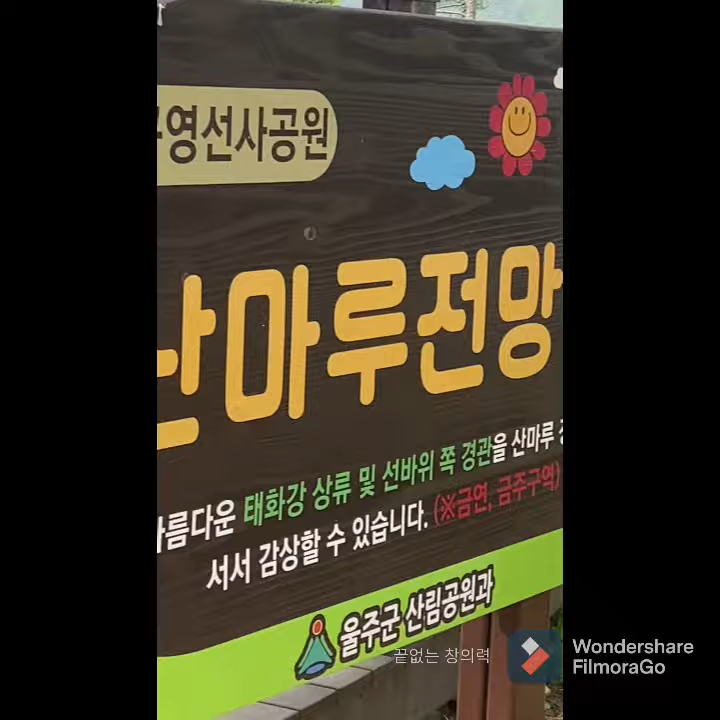 영선사공원
산마루전망
아름다운 태화강 상류 및 선바위 쪽 경관을 산마루
서서 감상할 수 있습니다. (※금연, 금주구역)
울주군 산림공원과
끝없는 창의력
Wondershare
FilmoraGo